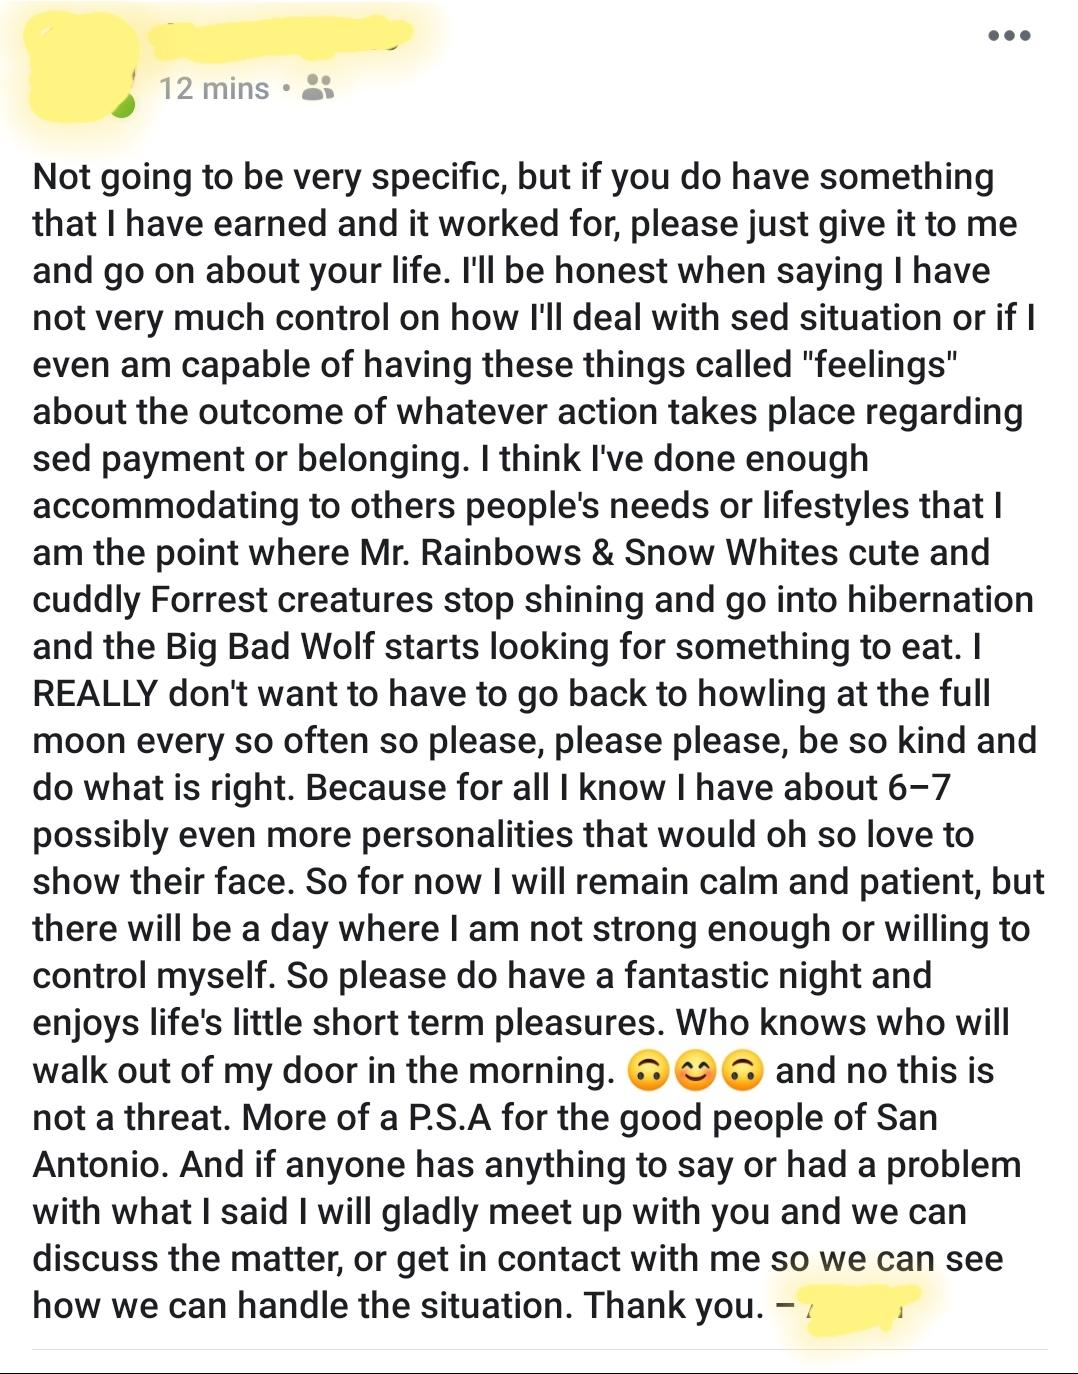 12 mins •
Not going to be very specific, but if you do have something
that I have earned and it worked for, please just give it to me
and go on about your life. I'll be honest when saying I have
not very much control on how I'll deal with sed situation or if I
even am capable of having these things called "feelings"
about the outcome of whatever action takes place regarding
sed payment or belonging. I think I've done enough
accommodating to others people's needs or lifestyles that I
am the point where Mr. Rainbows & Snow Whites cute and
cuddly Forrest creatures stop shining and go into hibernation
and the Big Bad Wolf starts looking for something to eat. I
REALLY don't want to have to go back to howling at the full
moon every so often so please, please please, be so kind and
do what is right. Because for all I know I have about 6–7
possibly even more personalities that would oh so love to
show their face. So for now I will remain calm and patient, but
there will be a day where I am not strong enough or willing to
control myself. So please do have a fantastic night and
enjoys life's little short term pleasures. Who knows who will
walk out of my door in the morning. 🙃😊🙃 and no this is
not a threat. More of a P.S.A for the good people of San
Antonio. And if anyone has anything to say or had a problem
with what I said I will gladly meet up with you and we can
discuss the matter, or get in contact with me so we can see
how we can handle the situation. Thank you. –